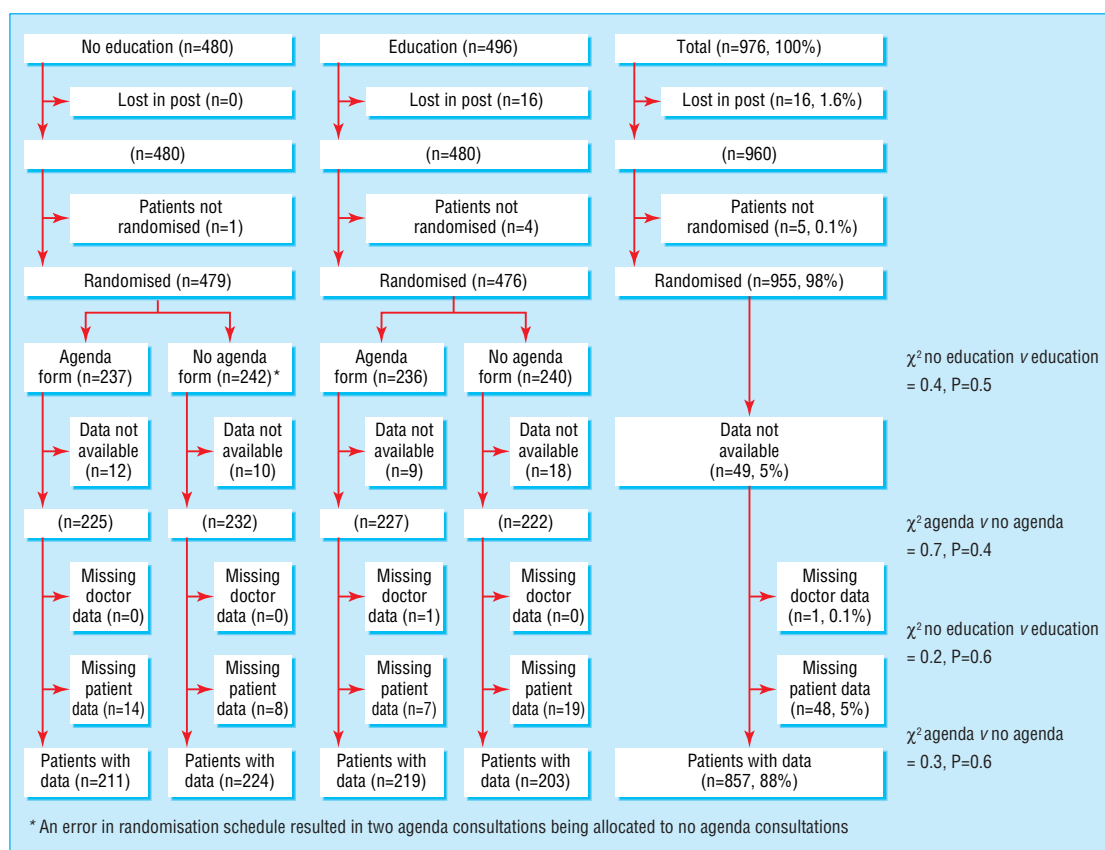 No education (n=480)
Education (n=496)
Total (n=976, 100%)
Lost in post (n=0)
Lost in post (n=16)
Lost in post (n=16, 1.6%)
(n=480)
(n=480)
(n=960)
Patients not
randomised (n=1)
Patients not
randomised (n=4)
Patients not
randomised (n=5, 0.1%)
Randomised (n=479)
Randomised (n=476)
Randomised (n=955, 98%)
Agenda
form (n=237)
No agenda
form (n=242)*
Agenda
form (n=236)
No agenda
form (n=240)
χ² no education v education
= 0.4, P=0.5
Data not
available
(n=12)
Data not
available
(n=10)
Data not
available
(n=9)
Data not
available
(n=18)
Data not
available
(n=49, 5%)
(n=225)
(n=232)
(n=227)
(n=222)
χ² agenda v no agenda
= 0.7, P=0.4
Missing
doctor
data (n=0)
Missing
doctor
data (n=0)
Missing
doctor
data (n=1)
Missing
doctor
data (n=0)
Missing
doctor data
(n=1, 0.1%)
χ² no education v education
= 0.2, P=0.6
Missing
patient
data (n=14)
Missing
patient
data (n=8)
Missing
patient
data (n=7)
Missing
patient
data (n=19)
Missing
patient data
(n=48, 5%)
χ² agenda v no agenda
= 0.3, P=0.6
Patients with
data (n=211)
Patients with
data (n=224)
Patients with
data (n=219)
Patients with
data (n=203)
Patients with data
(n=857, 88%)
* An error in randomisation schedule resulted in two agenda consultations being allocated to no agenda consultations